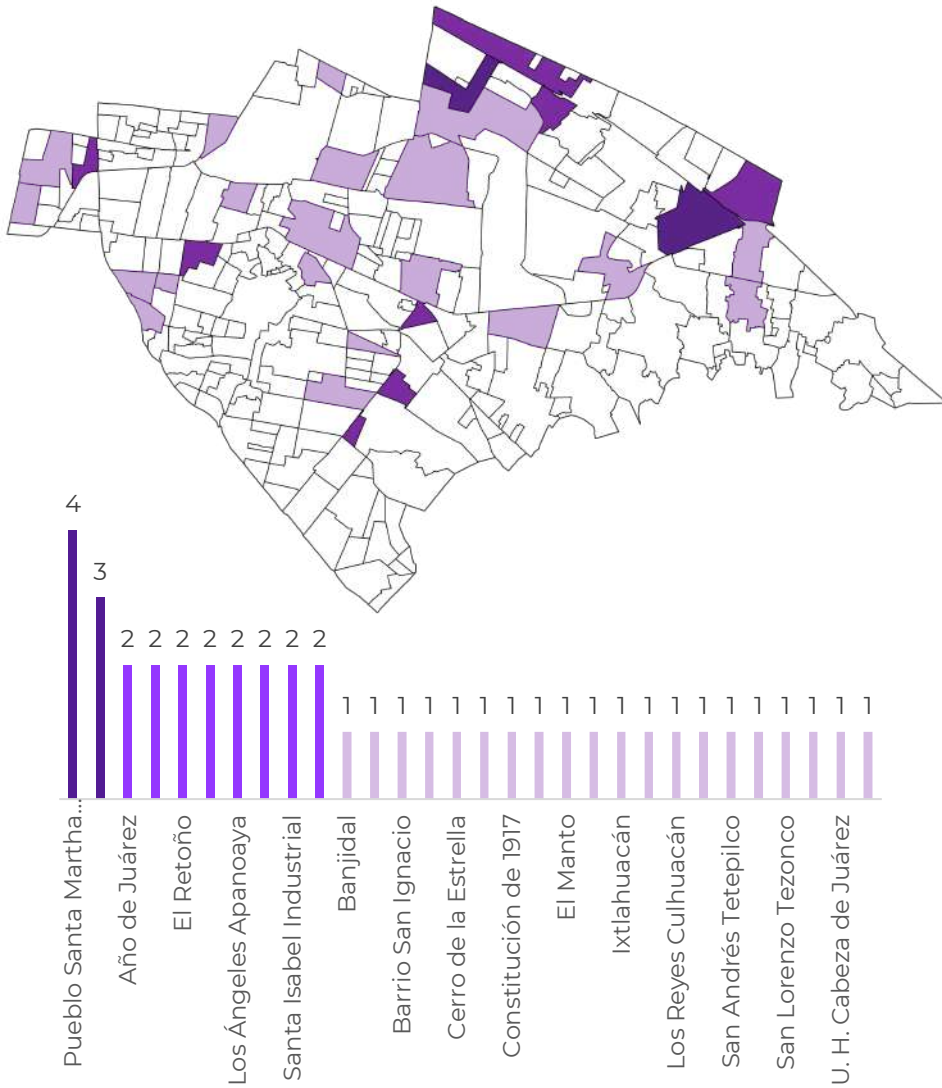 4
3
2 2 2 2 2 2 2 2
1 1 1 1 1 1 1 1 1 1 1 1 1 1 1 1 1 1 1 1
Pueblo Santa Martha...
Año de Juárez
El Retoño
Los Ángeles Apanoaya
Santa Isabel Industrial
Banjidal
Barrio San Ignacio
Cerro de la Estrella
Constitución de 1917
El Manto
Ixtlahuacán
Los Reyes Culhuacán
San Andrés Tetepilco
San Lorenzo Tezonco
U. H. Cabeza de Juárez